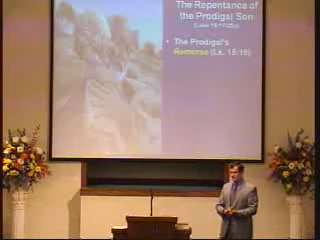 The Repentance of
the Prodigal Son
• The Prodigal's
Remorse (Lk. 15:19)